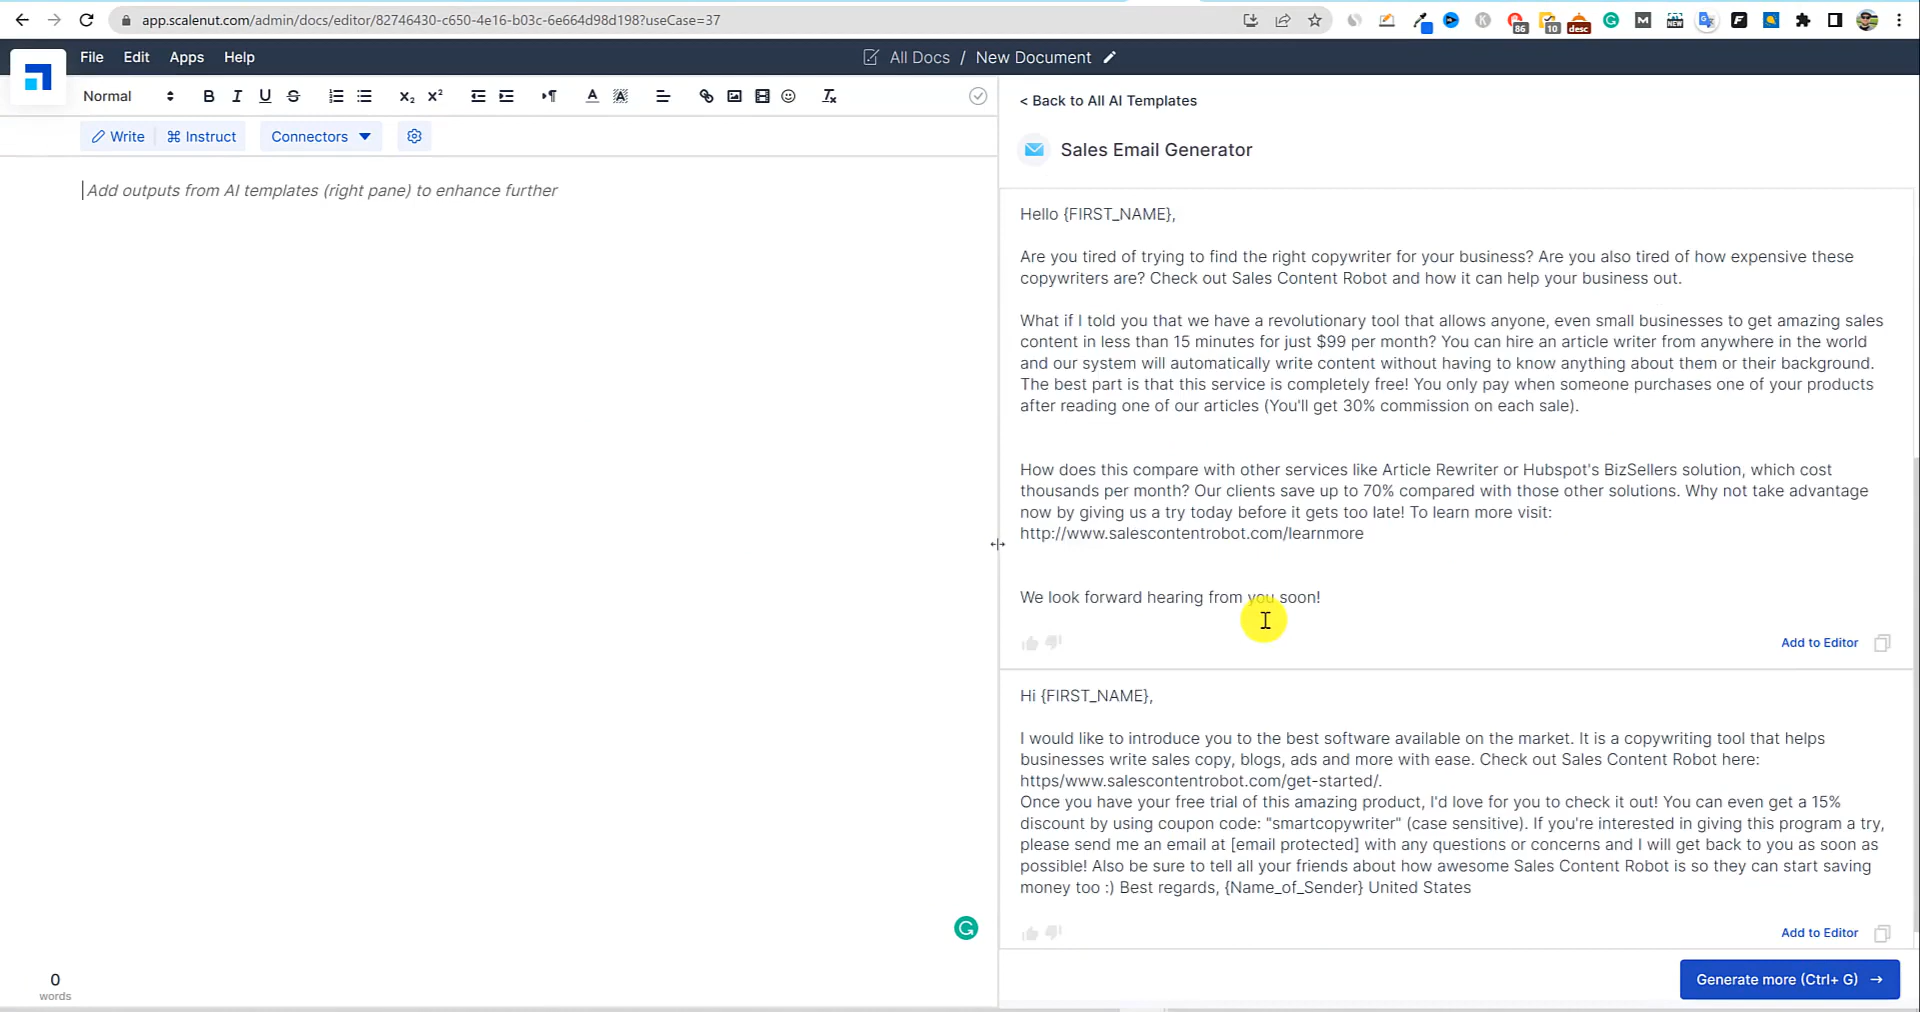 app.scalenut.com/admin/docs/editor/82746430-c650-4e16-b03c-6e664d98d198?useCase=37
86
10
desc
NEW
File Edit Apps Help
All Docs / New Document
Normal
B I U S
< Back to All AI Templates
Write Instruct Connectors
Sales Email Generator
Add outputs from AI templates (right pane) to enhance further
Hello {FIRST_NAME},
Are you tired of trying to find the right copywriter for your business? Are you also tired of how expensive these
copywriters are? Check out Sales Content Robot and how it can help your business out.
What if I told you that we have a revolutionary tool that allows anyone, even small businesses to get amazing sales
content in less than 15 minutes for just $99 per month? You can hire an article writer from anywhere in the world
and our system will automatically write content without having to know anything about them or their background.
The best part is that this service is completely free! You only pay when someone purchases one of your products
after reading one of our articles (You'll get 30% commission on each sale).
How does this compare with other services like Article Rewriter or Hubspot's BizSellers solution, which cost
thousands per month? Our clients save up to 70% compared with those other solutions. Why not take advantage
now by giving us a try today before it gets too late! To learn more visit:
http://www.salescontentrobot.com/learnmore
We look forward hearing from you soon!
Add to Editor
Hi {FIRST_NAME},
I would like to introduce you to the best software available on the market. It is a copywriting tool that helps
businesses write sales copy, blogs, ads and more with ease. Check out Sales Content Robot here:
https/www.salescontentrobot.com/get-started/.
Once you have your free trial of this amazing product, I'd love for you to check it out! You can even get a 15%
discount by using coupon code: "smartcopywriter" (case sensitive). If you're interested in giving this program a try,
please send me an email at [email protected] with any questions or concerns and I will get back to you as soon as
possible! Also be sure to tell all your friends about how awesome Sales Content Robot is so they can start saving
money too :) Best regards, {Name_of_Sender} United States
Add to Editor
0
words
Generate more (Ctrl+ G) →